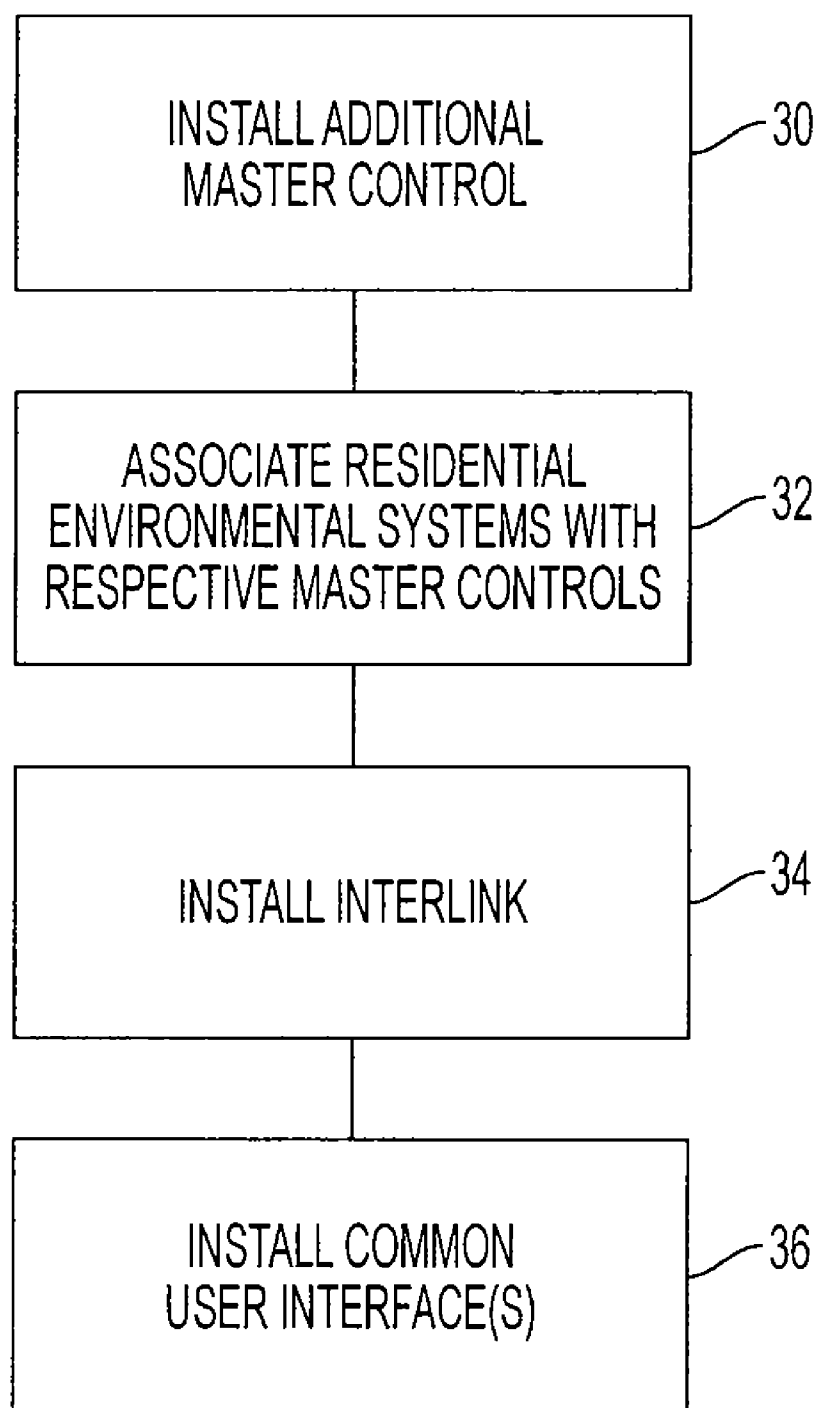 INSTALL ADDITIONAL
MASTER CONTROL
30
ASSOCIATE RESIDENTIAL
ENVIRONMENTAL SYSTEMS WITH
RESPECTIVE MASTER CONTROLS
32
INSTALL INTERLINK
34
INSTALL COMMON
USER INTERFACE(S)
36